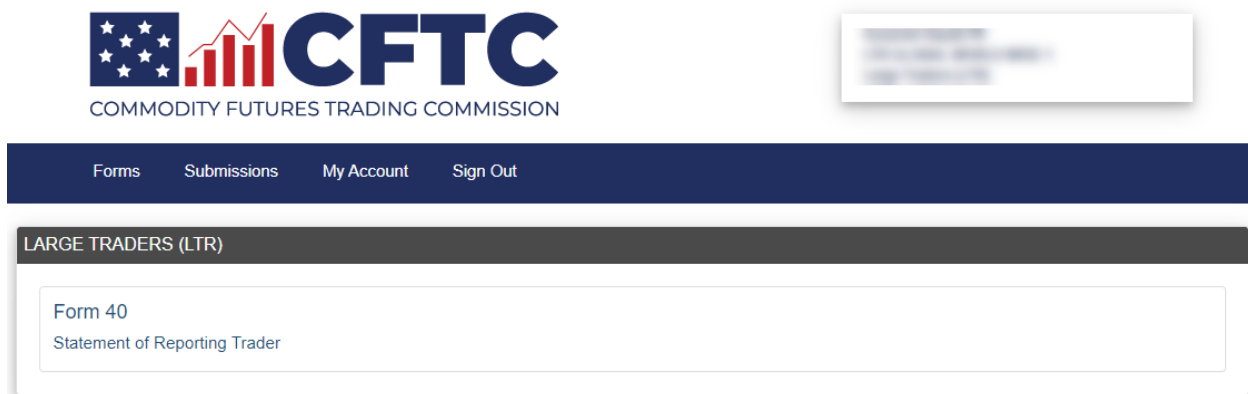 CFTC
COMMODITY FUTURES TRADING COMMISSION
Forms Submissions My Account Sign Out
LARGE TRADERS (LTR)
Form 40
Statement of Reporting Trader